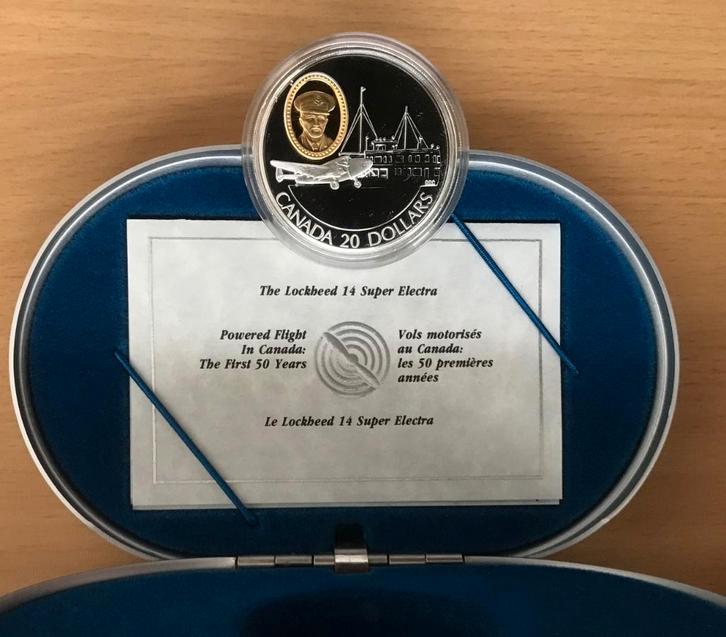 CANADA 20 DOLLARS
The Lockheed 14 Super Electra
Powered Flight
In Canada:
The First 50 Years
Vols motorisés
au Canada:
les 50 premières
années
Le Lockheed 14 Super Electra